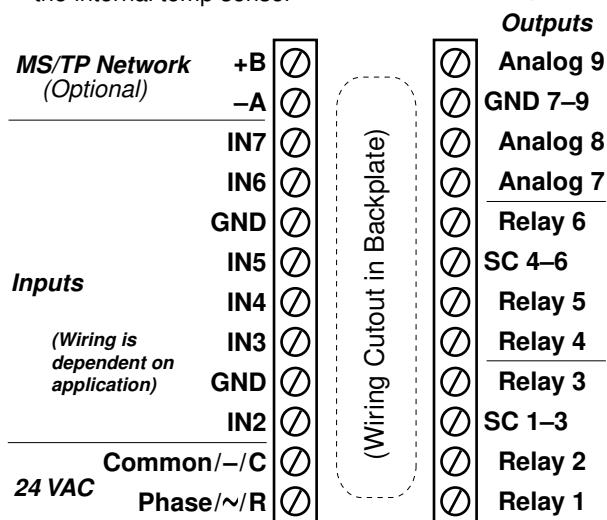 the internal temp sensor
Outputs
MS/TP Network
(Optional)
+B
–A
IN7
IN6
GND
IN5
IN4
IN3
GND
IN2
Inputs
(Wiring is
dependent on
application)
24 VAC
Common/–/C
Phase/~/R
(Wiring Cutout in Backplate)
Analog 9
GND 7–9
Analog 8
Analog 7
Relay 6
SC 4–6
Relay 5
Relay 4
Relay 3
SC 1–3
Relay 2
Relay 1